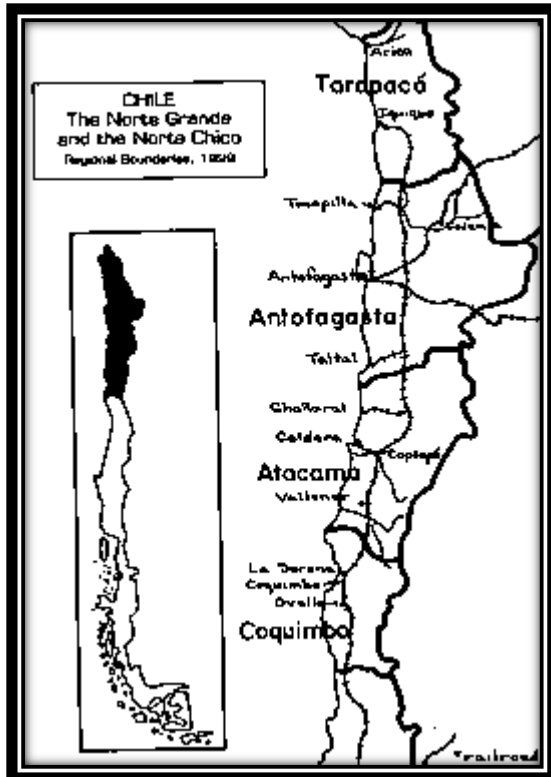 CHILE
The Norte Grande
and the Norte Chico
Regional Boundaries,
Arica
Tarapacá
Iquique
Tocopilla
Antofagasta
Antofagasta
Taltal
Chañaral
Caldera
Copiapó
Atacama
Vallenar
La Serena
Coquimbo
Ovalle
Coquimbo
railroad